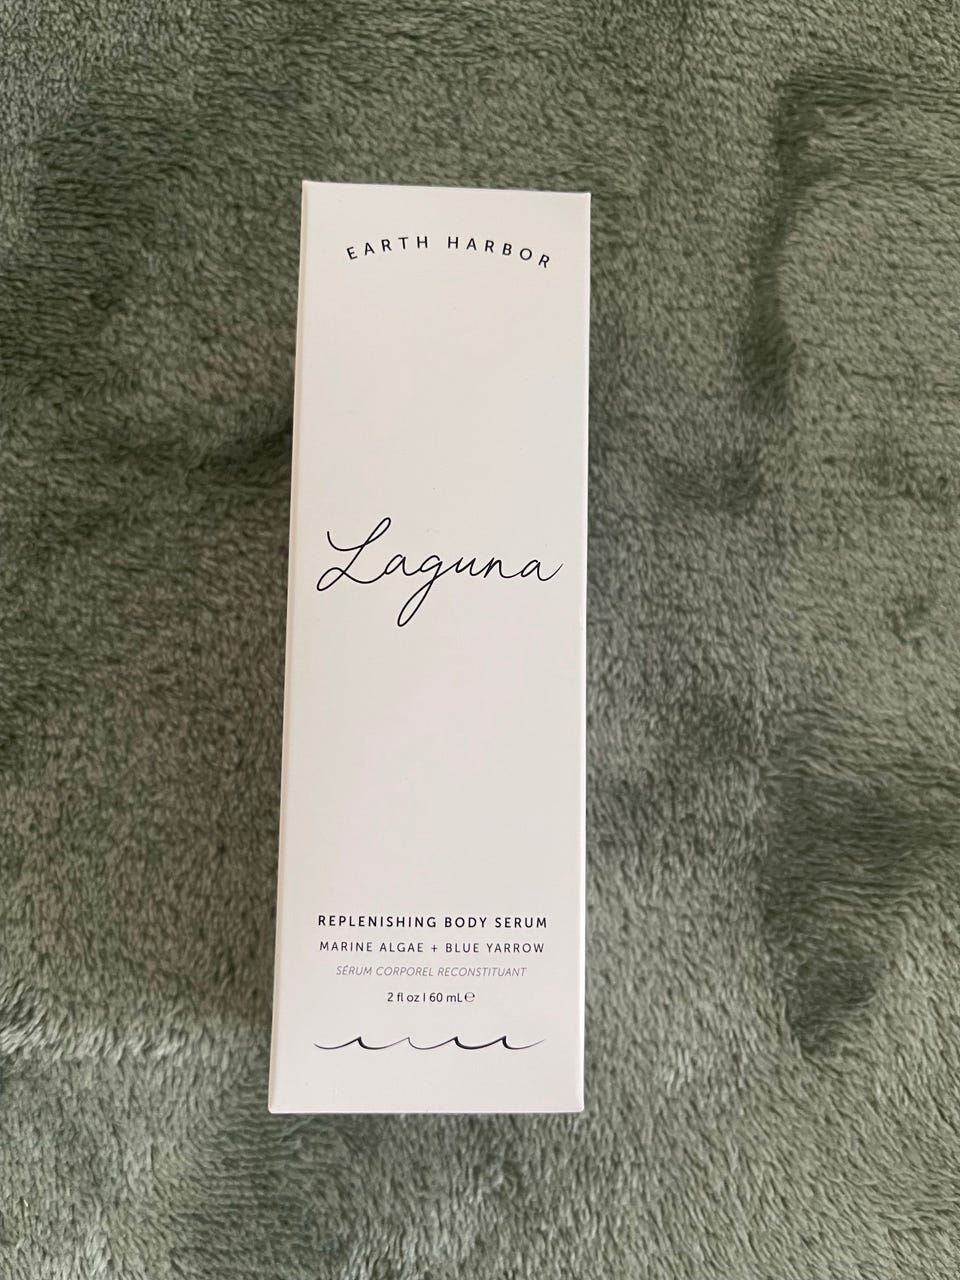 EARTH HARBOR
Laguna
REPLENISHING BODY SERUM
MARINE ALGAE + BLUE YARROW
SÉRUM CORPOREL RECONSTITUANT
2 fl oz | 60 mL ℮